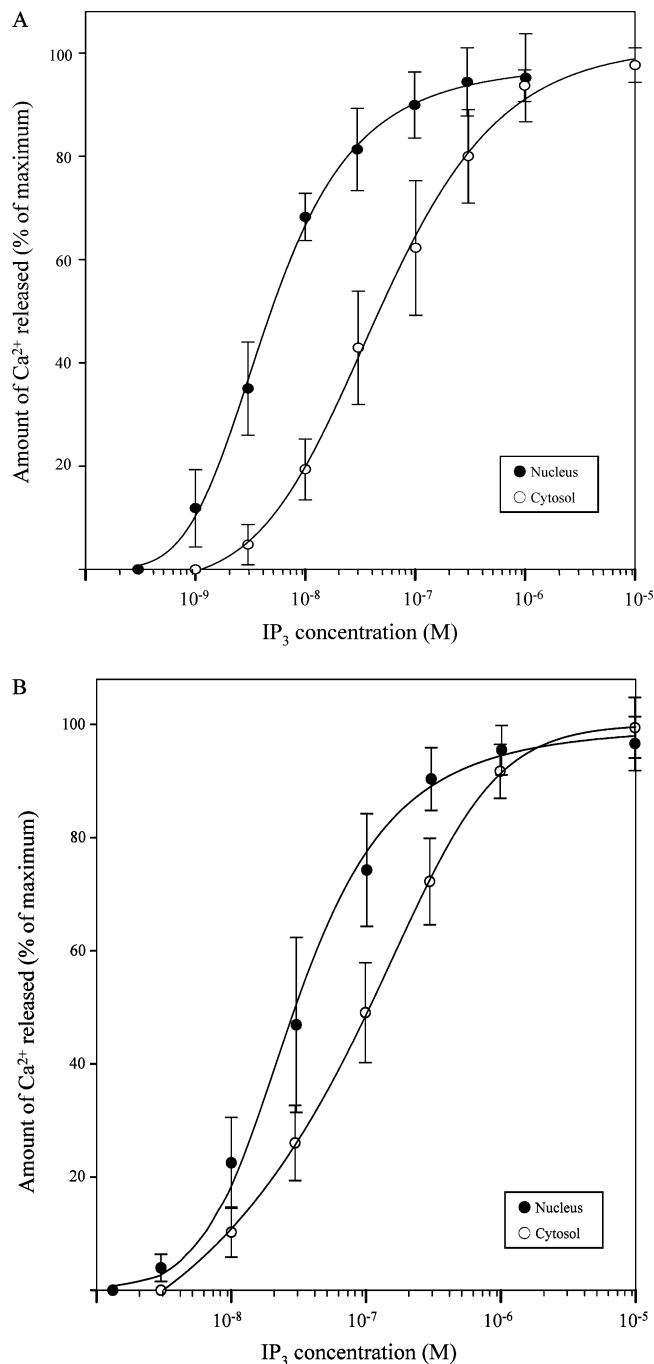 A
100
80
60
40
20
Amount of Ca²⁺ released (% of maximum)
Nucleus
Cytosol
10⁻⁹ 10⁻⁸ 10⁻⁷ 10⁻⁶ 10⁻⁵
IP₃ concentration (M)
B
100
80
60
40
20
Amount of Ca²⁺ released (% of maximum)
Nucleus
Cytosol
10⁻⁸ 10⁻⁷ 10⁻⁶ 10⁻⁵
IP₃ concentration (M)